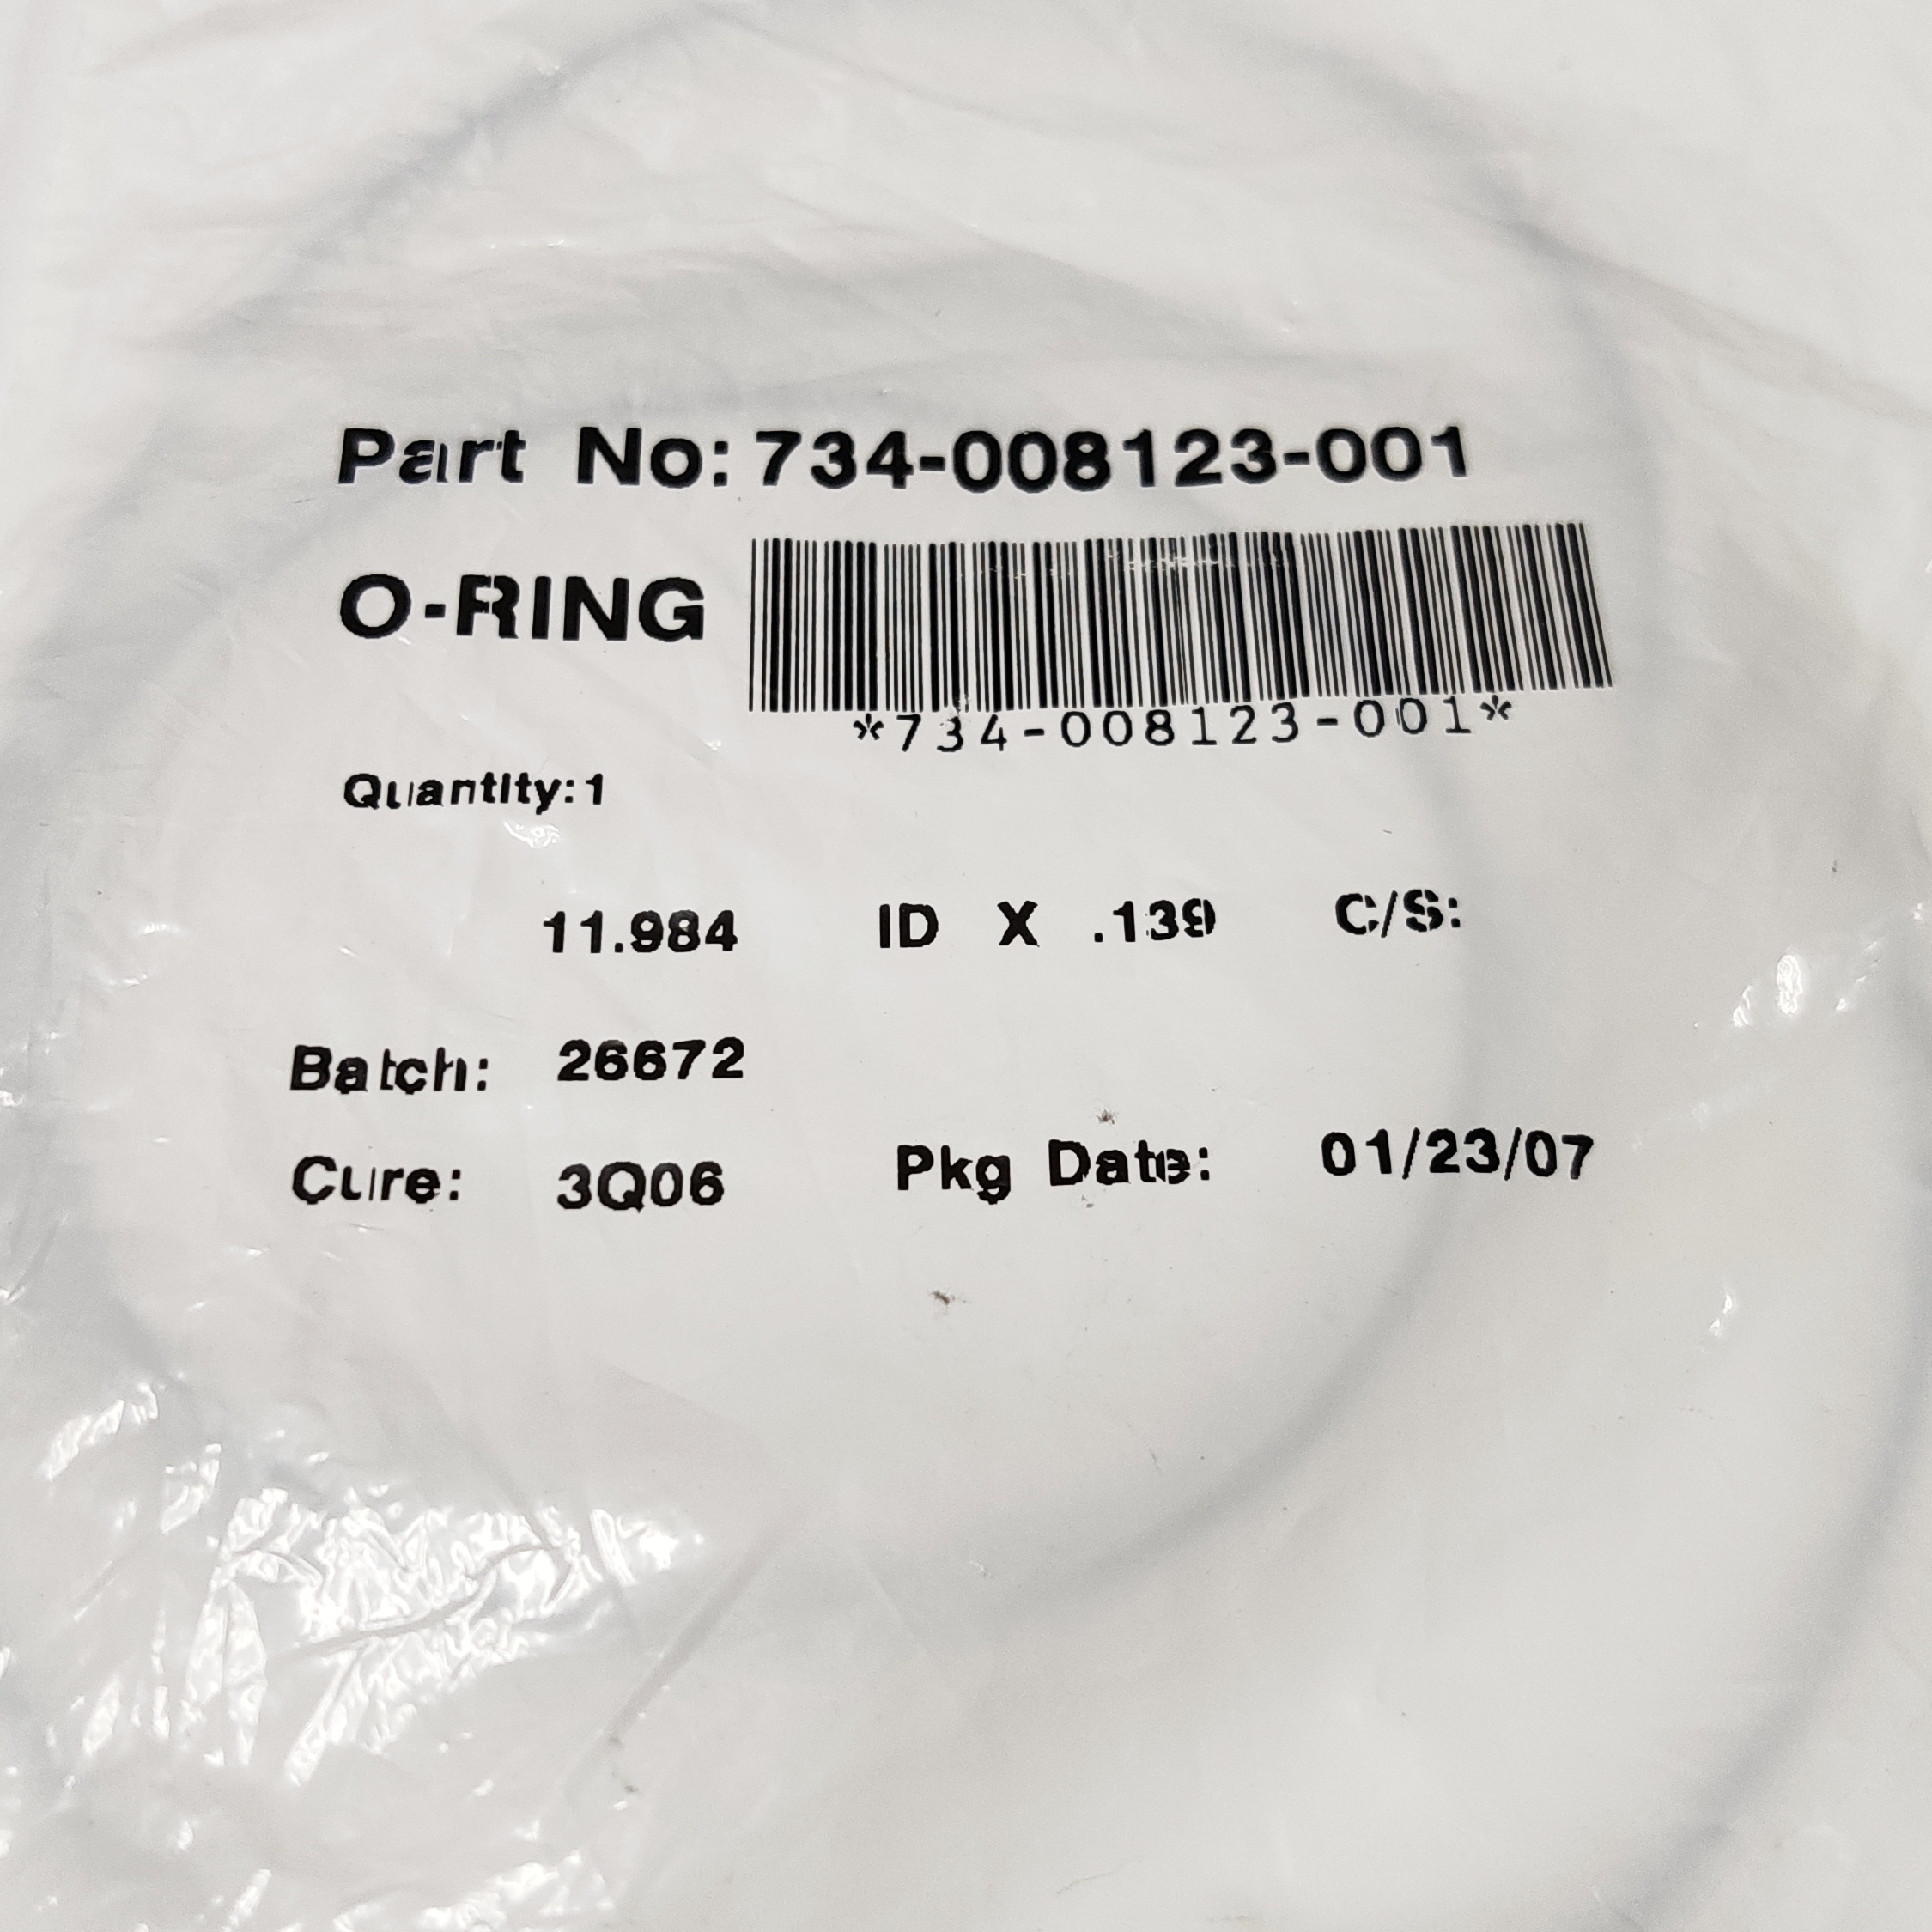 Part No: 734-008123-001
O-RING
*734-008123-001*
Quantity: 1
11.984 ID X .139 C/S:
Batch: 26672
Cure: 3Q06 Pkg Date: 01/23/07